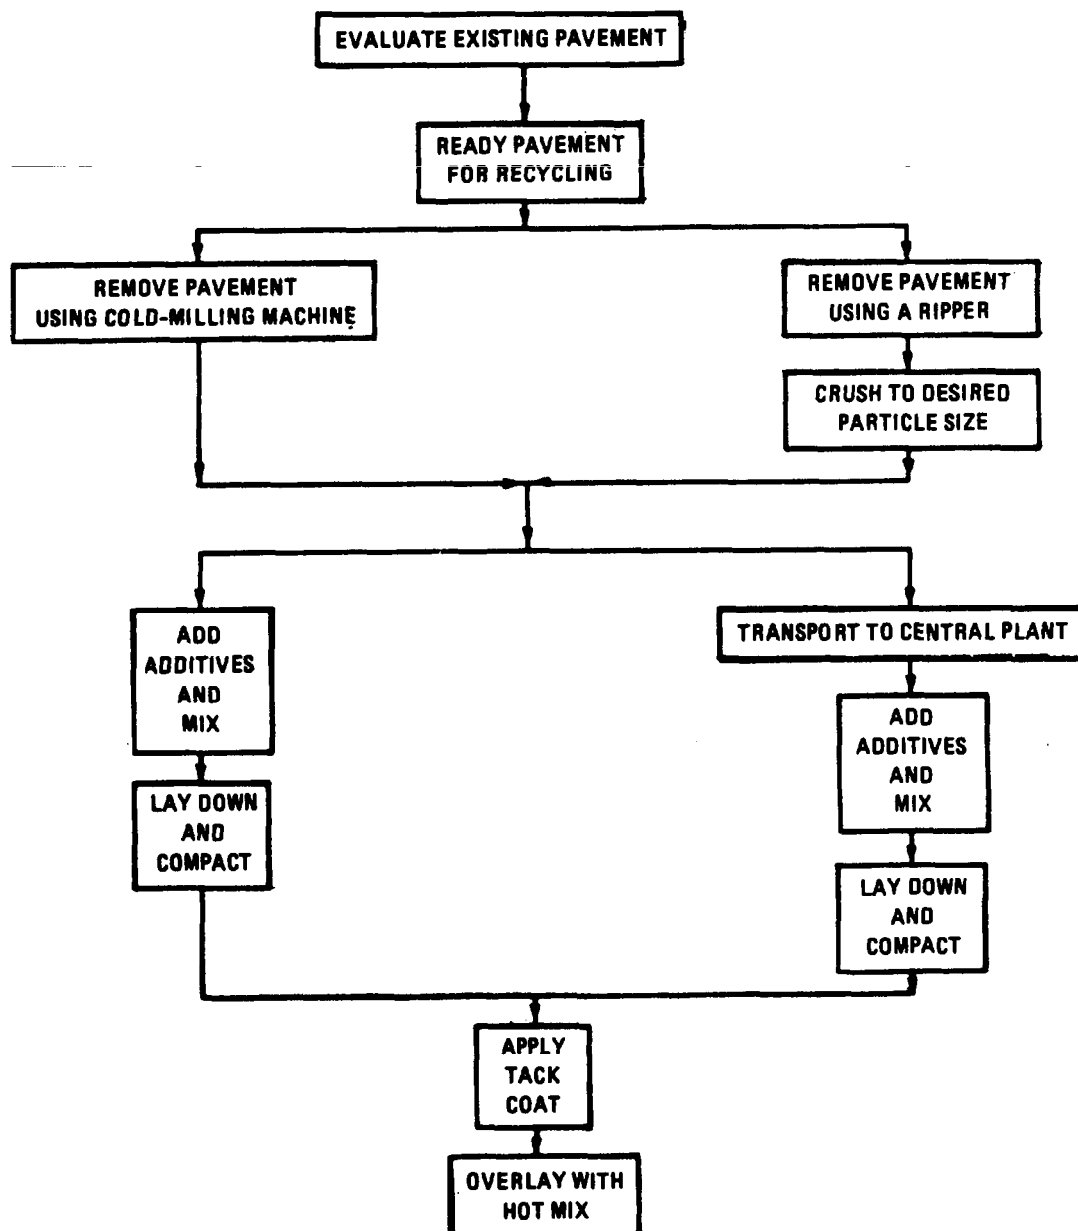 EVALUATE EXISTING PAVEMENT
READY PAVEMENT
FOR RECYCLING
REMOVE PAVEMENT
USING COLD-MILLING MACHINE
REMOVE PAVEMENT
USING A RIPPER
CRUSH TO DESIRED
PARTICLE SIZE
ADD
ADDITIVES
AND
MIX
LAY DOWN
AND
COMPACT
TRANSPORT TO CENTRAL PLANT
ADD
ADDITIVES
AND
MIX
LAY DOWN
AND
COMPACT
APPLY
TACK
COAT
OVERLAY WITH
HOT MIX